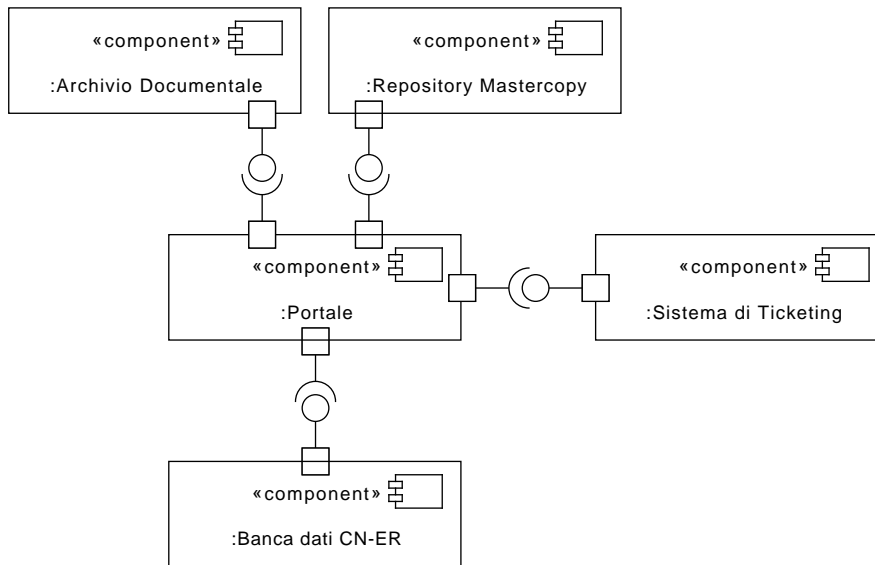 «component»
:Archivio Documentale
«component»
:Repository Mastercopy
«component»
:Portale
«component»
:Sistema di Ticketing
«component»
:Banca dati CN-ER